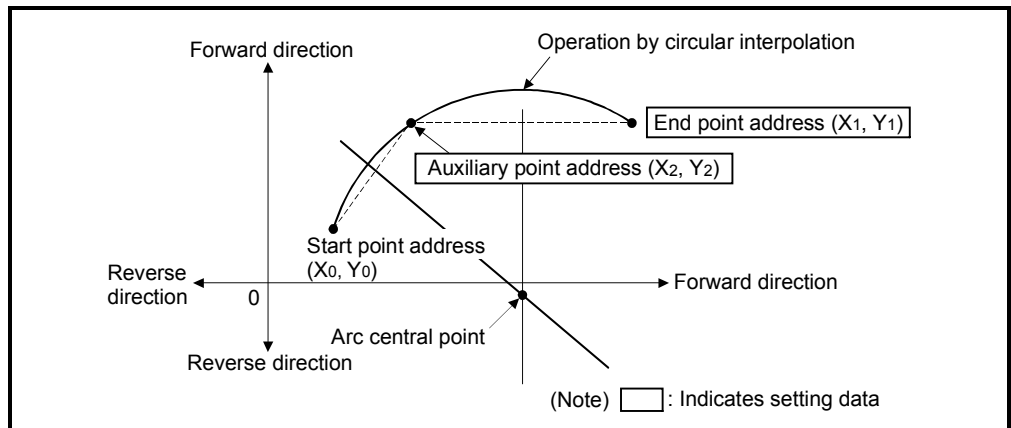 Operation by circular interpolation
Forward direction
End point address (X1, Y1)
Auxiliary point address (X2, Y2)
Start point address
(X0, Y0)
Reverse
direction
0
Forward direction
Arc central point
Reverse direction
(Note) : Indicates setting data